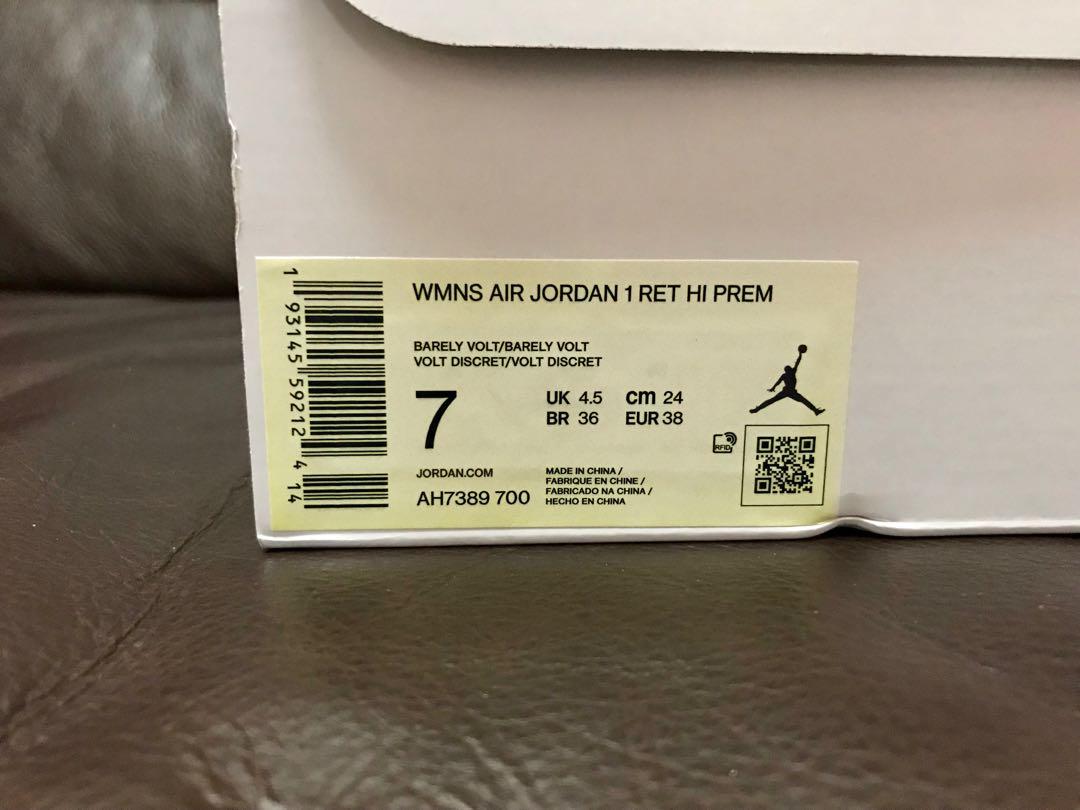 WMNS AIR JORDAN 1 RET HI PREM
BARELY VOLT/BARELY VOLT
VOLT DISCRET/VOLT DISCRET
7
UK 4.5 cm 24
BR 36 EUR 38
JORDAN.COM
AH7389 700
MADE IN CHINA /
FABRIQUE EN CHINE /
FABRICADO NA CHINA /
HECHO EN CHINA
RFID
1 93145 59212 4 14